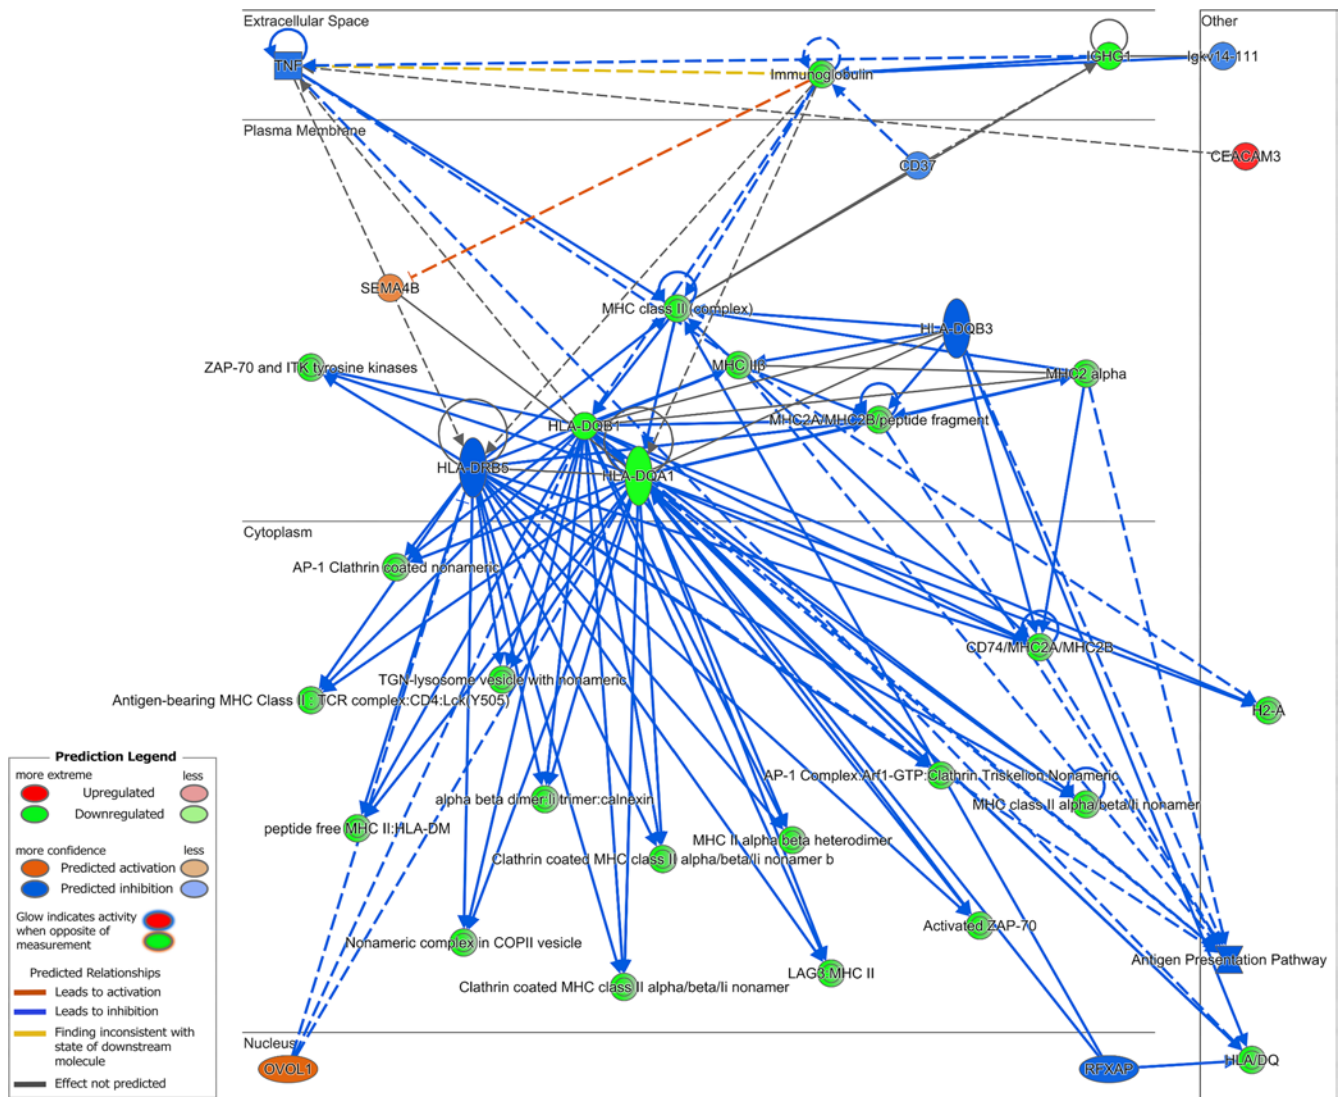 Extracellular Space
Other
TNF
Immunoglobulin
IGHG1
Igkv14-111
Plasma Membrane
CEACAM3
CD37
SEMA4B
MHC class II (complex)
HLA-DQB3
ZAP-70 and ITK tyrosine kinases
MHC IIβ
MHC2 alpha
MHC2A/MHC2B/peptide fragment
HLA-DQB1
HLA-DRB5
HLA-DQA1
Cytoplasm
AP-1 Clathrin coated nonameric
CD74/MHC2A/MHC2B
TGN-lysosome vesicle with nonameric
Antigen-bearing MHC Class II : TCR complex:CD4:Lck(Y505)
H2-A
AP-1 Complex:Arf1-GTP:Clathrin Triskelion:Nonameric
MHC class II alpha/beta/Ii nonamer
alpha beta dimer:Ii trimer:calnexin
peptide free MHC II:HLA-DM
MHC II alpha beta heterodimer
Clathrin coated MHC class II alpha/beta/Ii nonamer b
Activated ZAP-70
Nonameric complex in COPII vesicle
Antigen Presentation Pathway
LAG3:MHC II
Clathrin coated MHC class II alpha/beta/Ii nonamer
Nucleus
OVOL1
RFXAP
HLA/DQ
Prediction Legend
more extreme less
Upregulated
Downregulated
more confidence less
Predicted activation
Predicted inhibition
Glow indicates activity
when opposite of
measurement
Predicted Relationships
Leads to activation
Leads to inhibition
Finding inconsistent with
state of downstream
molecule
Effect not predicted